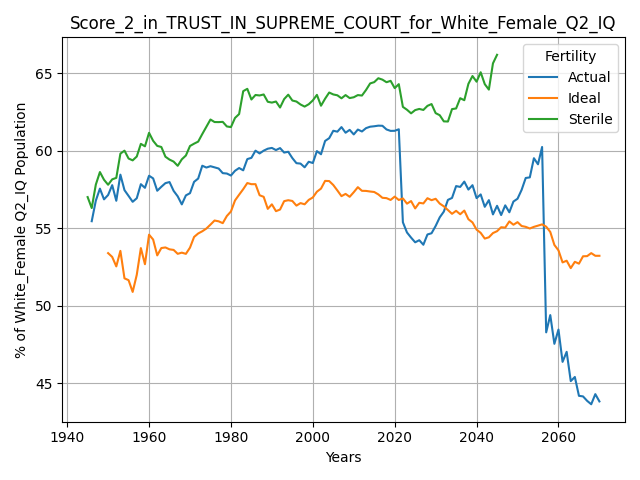 Score_2_in_TRUST_IN_SUPREME_COURT_for_White_Female_Q2_IQ
% of White_Female Q2_IQ Population
65
60
55
50
45
Fertility
Actual
Ideal
Sterile
1940 1960 1980 2000 2020 2040 2060
Years